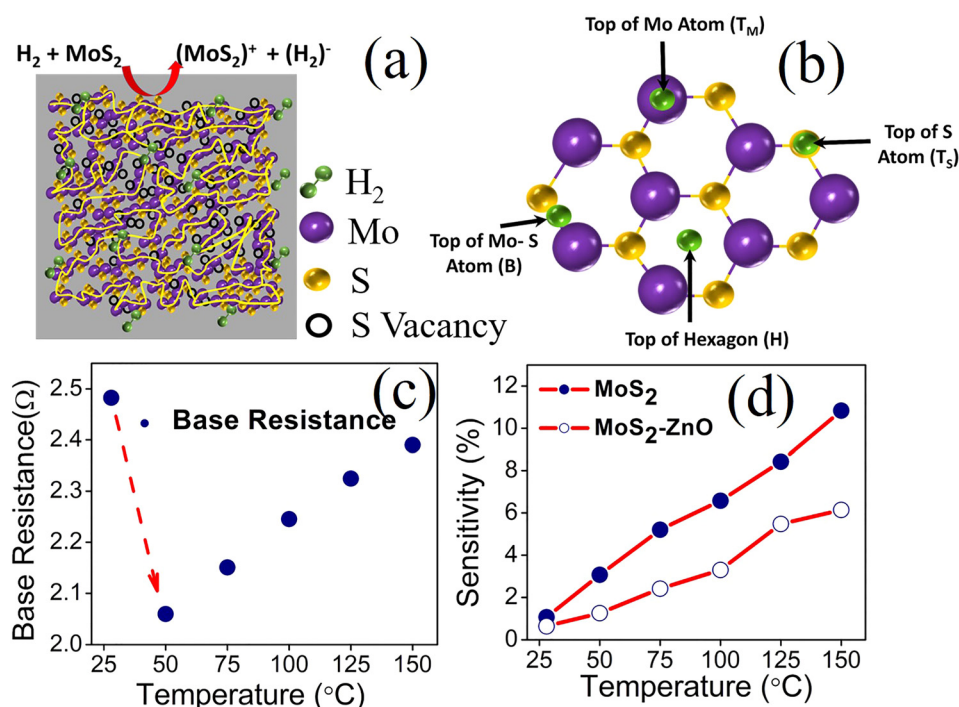 H₂ + MoS₂ (MoS₂)⁺ + (H₂)⁻
(a)
H₂
Mo
S
S Vacancy
(b)
Top of Mo Atom (T_M)
Top of S
Atom (T_S)
Top of Mo- S
Atom (B)
Top of Hexagon (H)
(c)
Base Resistance
Base Resistance(Ω)
2.5
2.4
2.3
2.2
2.1
2.0
25 50 75 100 125 150
Temperature (°C)
(d)
MoS₂
MoS₂-ZnO
Sensitivity (%)
12
10
8
6
4
2
0
25 50 75 100 125 150
Temperature (°C)